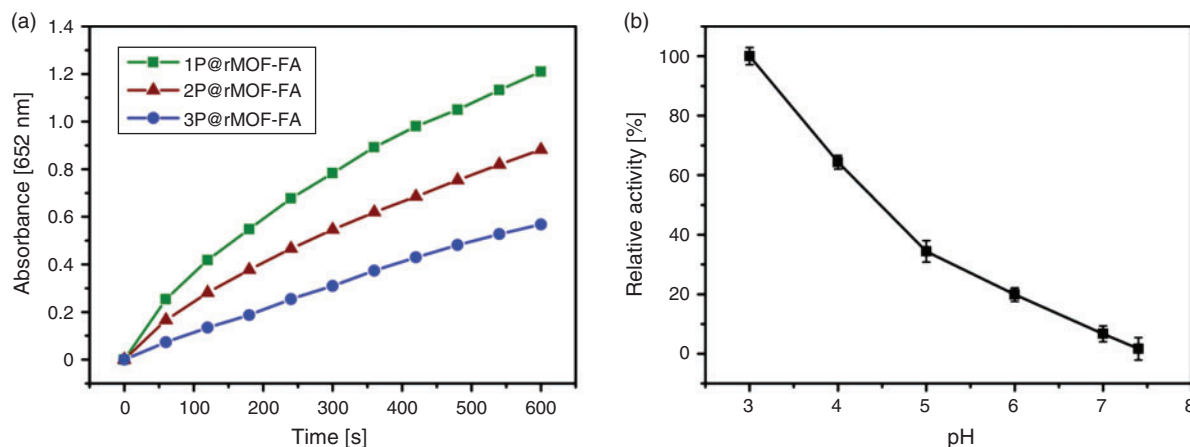 (a)
1.4
1.2
1.0
0.8
0.6
0.4
0.2
0
Absorbance [652 nm]
1P@rMOF-FA
2P@rMOF-FA
3P@rMOF-FA
0 100 200 300 400 500 600
Time [s]
(b)
100
80
60
40
20
0
Relative activity [%]
3 4 5 6 7 8
pH